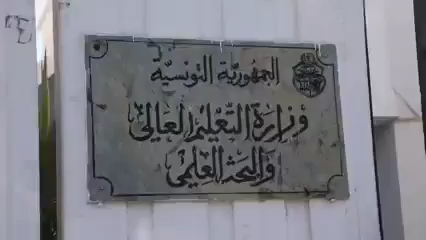 الجمهورية التونسية
وزارة التعليم العالي
والبحث العلمي